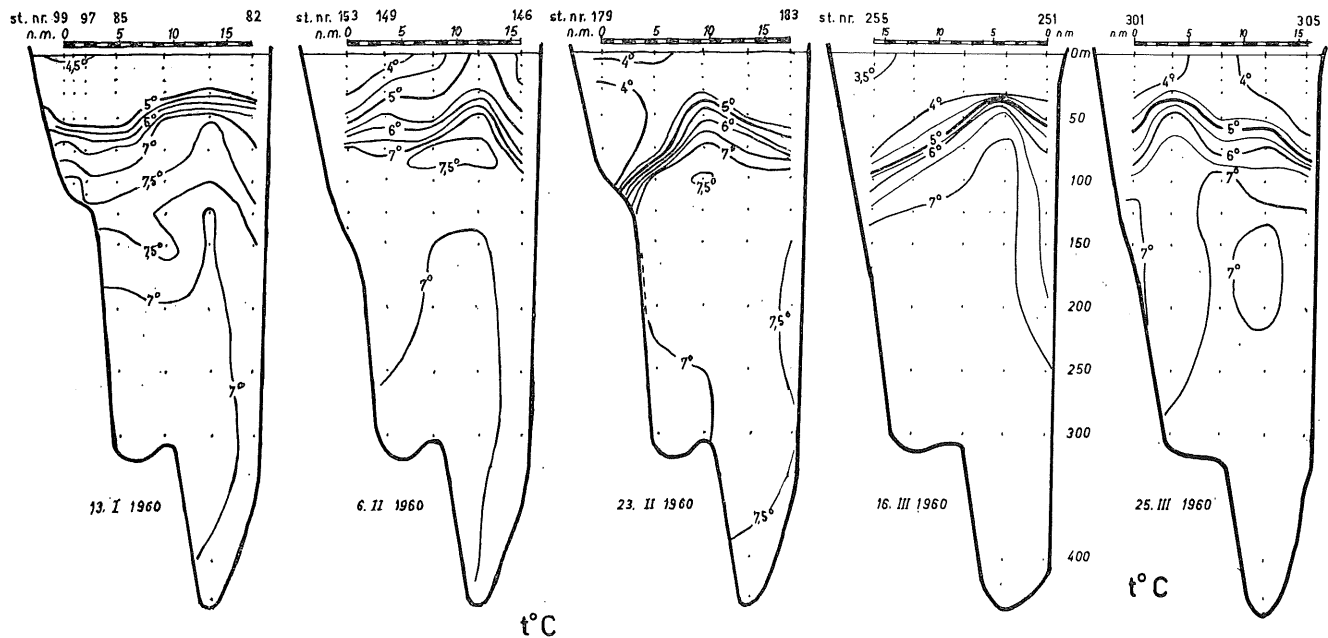 st. nr. 99 97 85 82
n.m. 0 5 10 15
4,5°
5°
6°
7°
7,5°
7,5°
7°
7°
13. I 1960
st. nr. 153 149 146
n.m. 0 5 10 15
4°
5°
6°
7°
7,5°
7°
6. II 1960
st. nr. 179 183
n.m. 0 5 10 15
4°
4°
5°
6°
7°
7,5°
7,5°
7°
7,5°
23. II 1960
st. nr. 255 251
15 10 5 0 n m
3,5°
4°
5°
6°
7°
16. III 1960
0m
50
100
150
200
250
300
400
301 305
0 5 10 15
4° 4°
5°
6°
7°
7°
7°
25. III 1960
t°C
t°C